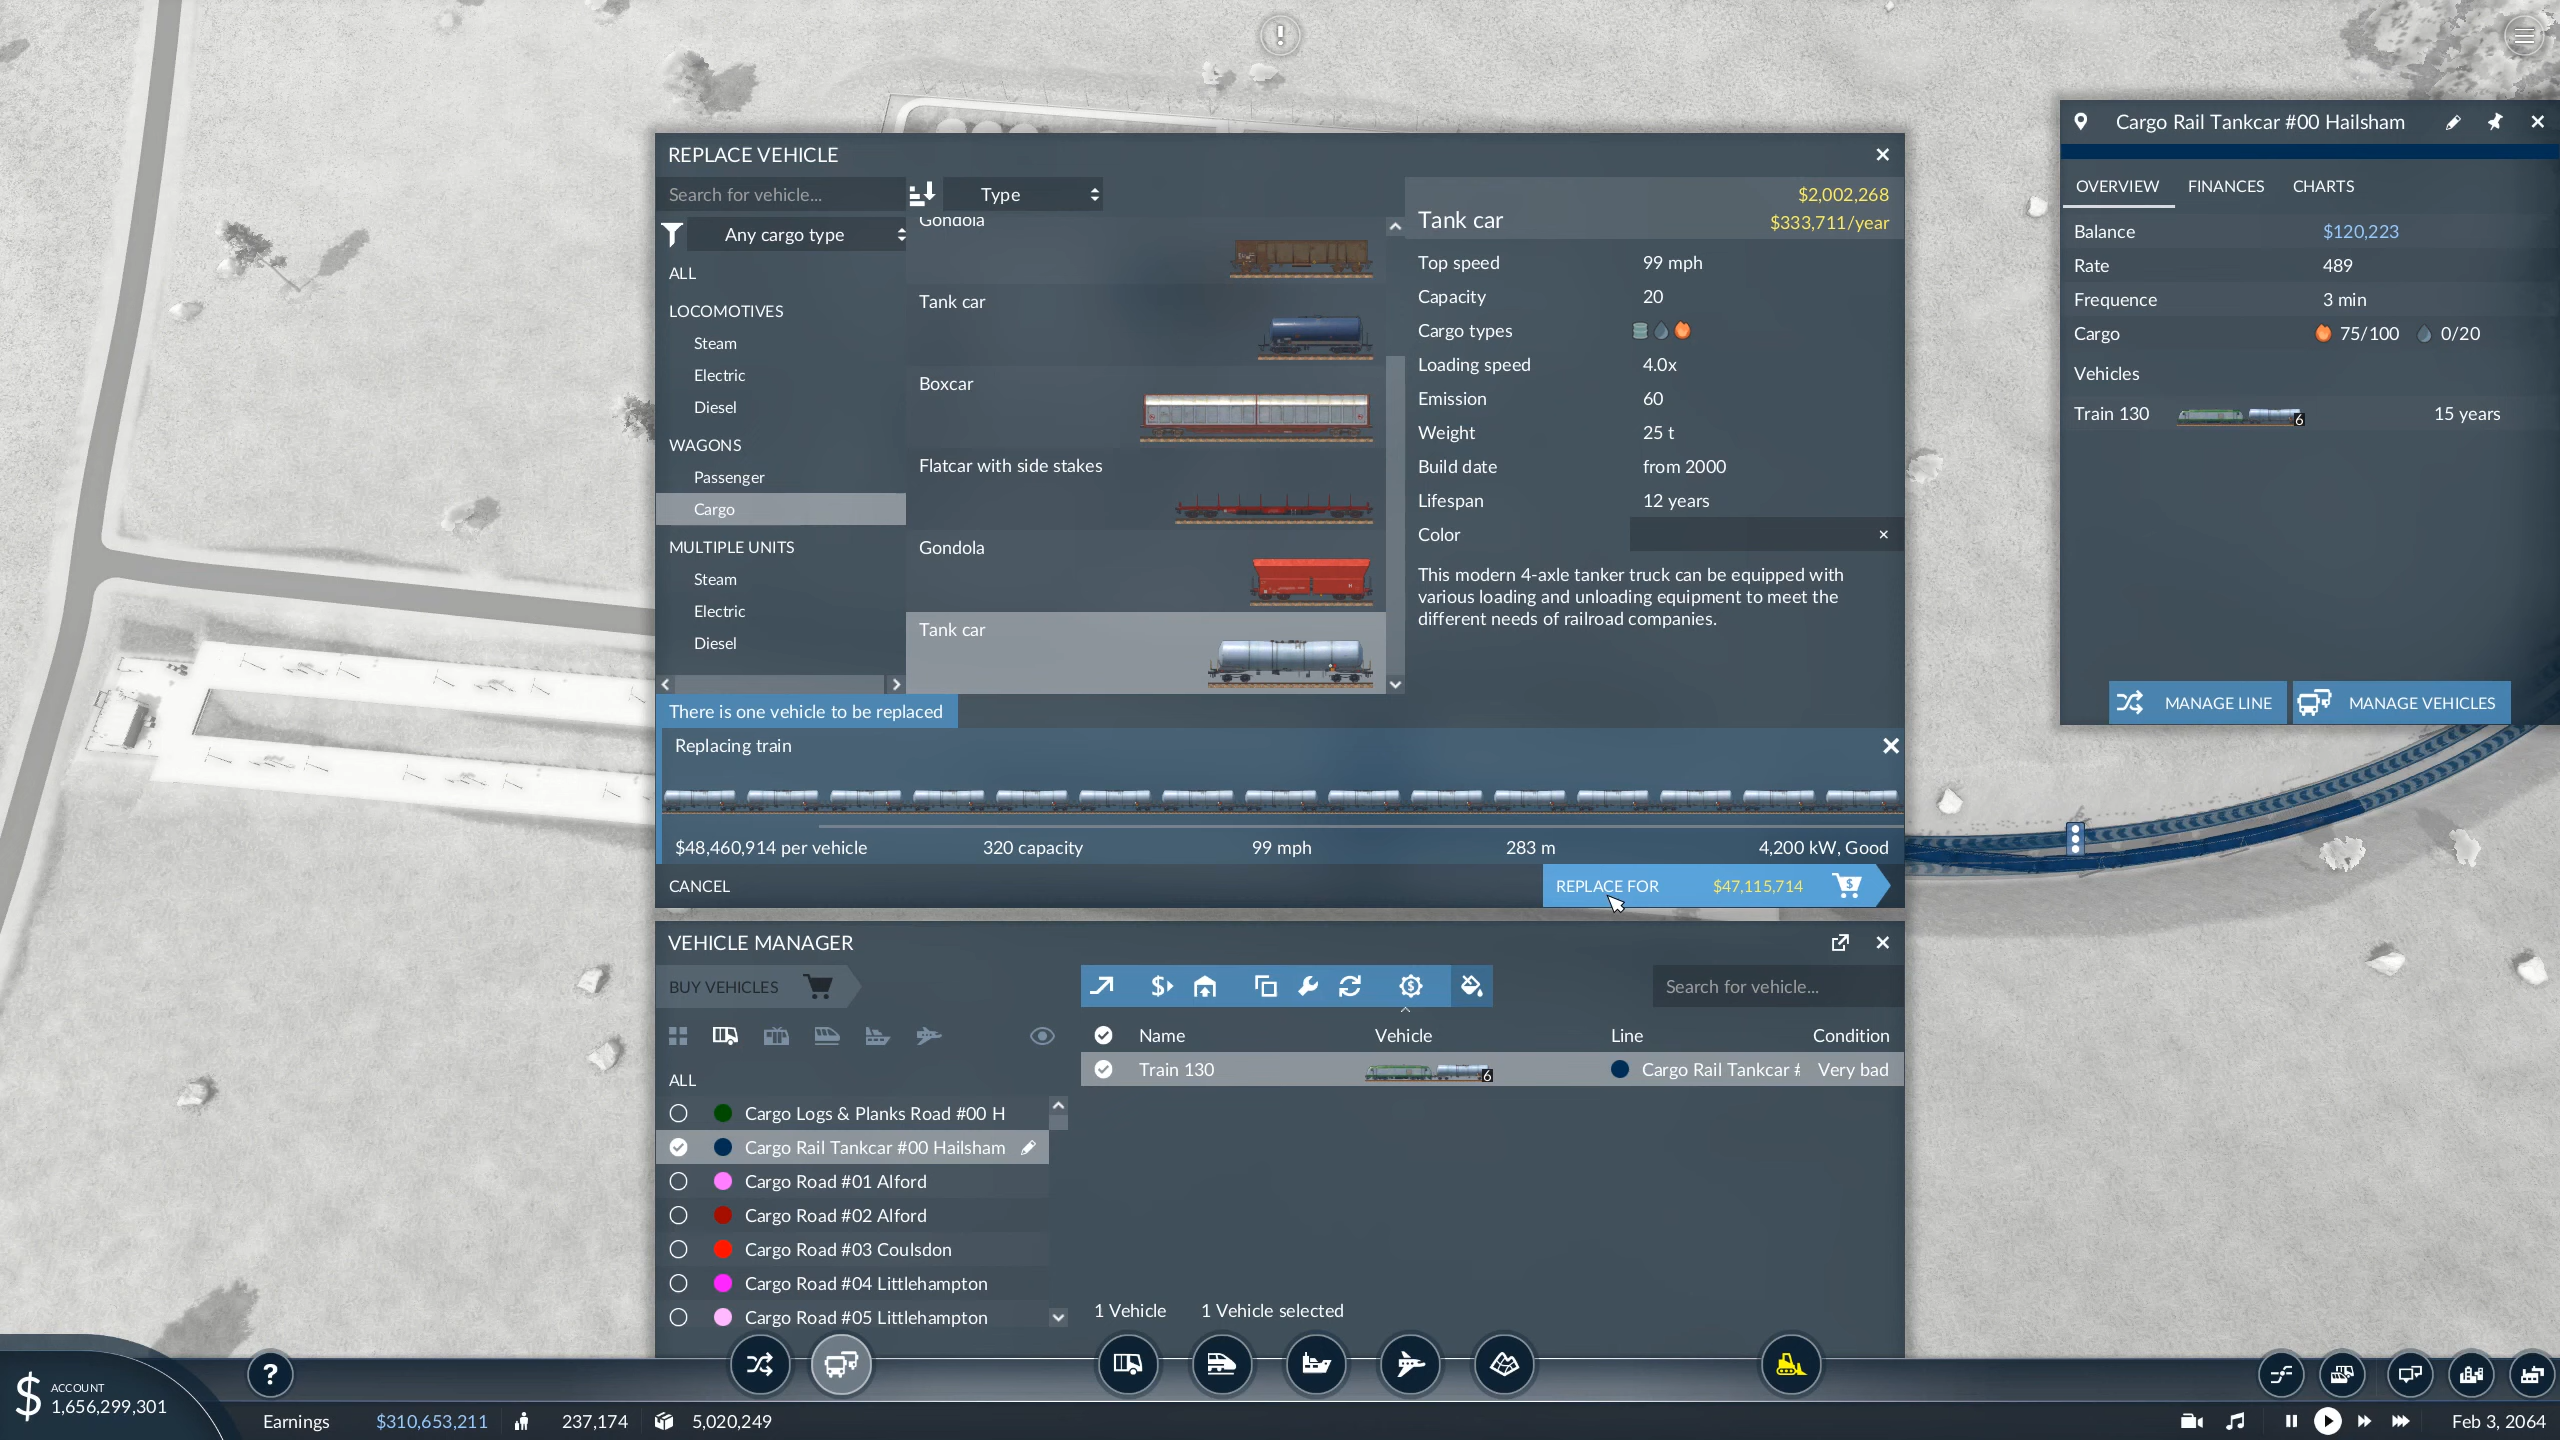 REPLACE VEHICLE
Search for vehicle...
Type
Any cargo type
ALL
LOCOMOTIVES
Steam
Electric
Diesel
WAGONS
Passenger
Cargo
MULTIPLE UNITS
Steam
Electric
Diesel
Gondola
Tank car
Boxcar
Flatcar with side stakes
Gondola
Tank car
Tank car
$2,002,268
$333,711/year
Top speed 99 mph
Capacity 20
Cargo types
Loading speed 4.0x
Emission 60
Weight 25 t
Build date from 2000
Lifespan 12 years
Color
This modern 4-axle tanker truck can be equipped with
various loading and unloading equipment to meet the
different needs of railroad companies.
There is one vehicle to be replaced
Replacing train
$48,460,914 per vehicle 320 capacity 99 mph 283 m 4,200 kW, Good
CANCEL
REPLACE FOR $47,115,714
VEHICLE MANAGER
BUY VEHICLES
Search for vehicle...
ALL
Cargo Logs & Planks Road #00 H
Cargo Rail Tankcar #00 Hailsham
Cargo Road #01 Alford
Cargo Road #02 Alford
Cargo Road #03 Coulsdon
Cargo Road #04 Littlehampton
Cargo Road #05 Littlehampton
Name Vehicle Line Condition
Train 130 6 Cargo Rail Tankcar # Very bad
1 Vehicle 1 Vehicle selected
Cargo Rail Tankcar #00 Hailsham
OVERVIEW FINANCES CHARTS
Balance $120,223
Rate 489
Frequence 3 min
Cargo 75/100 0/20
Vehicles
Train 130 6 15 years
MANAGE LINE MANAGE VEHICLES
ACCOUNT
1,656,299,301
Earnings $310,653,211 237,174 5,020,249
Feb 3, 2064